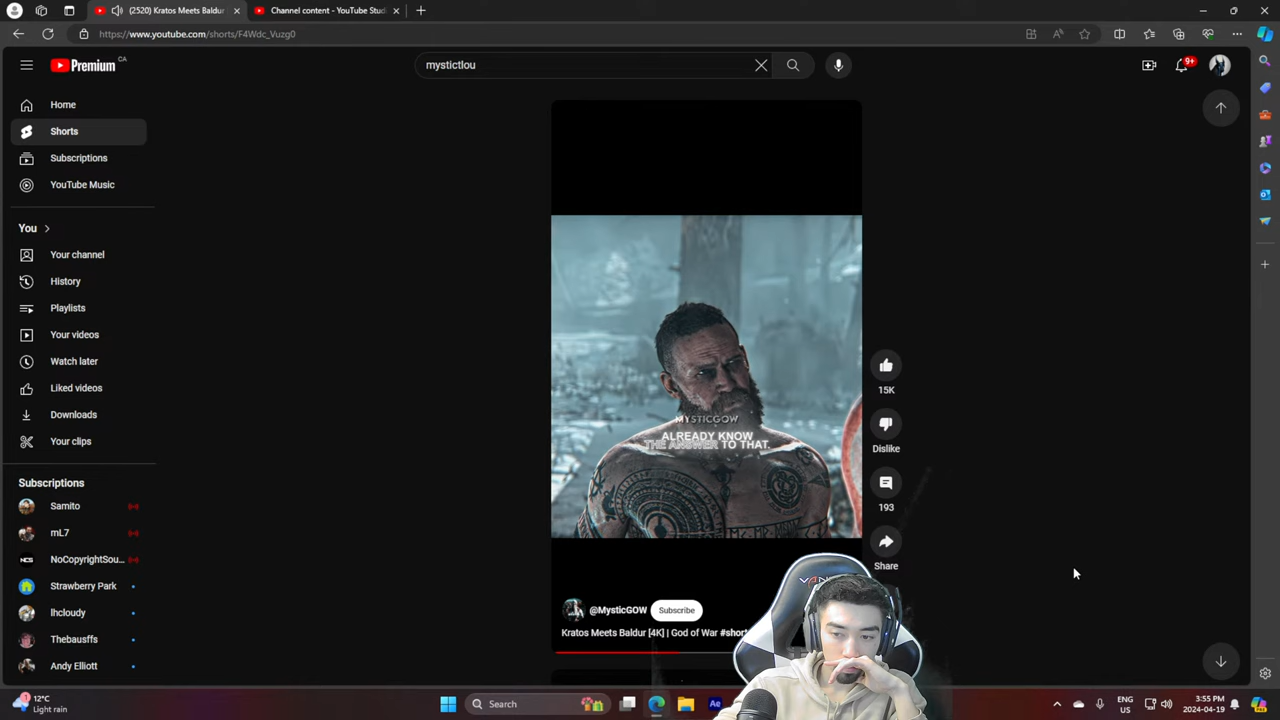 (2520) Kratos Meets Baldur
Channel content - YouTube Stud
https://www.youtube.com/shorts/F4Wdc_Vuzg0
Premium CA
mystictlou
9+
Home
Shorts
Subscriptions
YouTube Music
You
Your channel
History
Playlists
Your videos
Watch later
Liked videos
Downloads
Your clips
Subscriptions
Samito
mL7
NCS NoCopyrightSou...
Strawberry Park
lhcloudy
Thebausffs
Andy Elliott
MYSTICGOW
ALREADY KNOW
THE ANSWER TO THAT.
15K
Dislike
193
Share
@MysticGOW
Subscribe
Kratos Meets Baldur [4K] | God of War #short
1
12°C
Light rain
Search
Ae
ENG
US
3:55 PM
2024-04-19